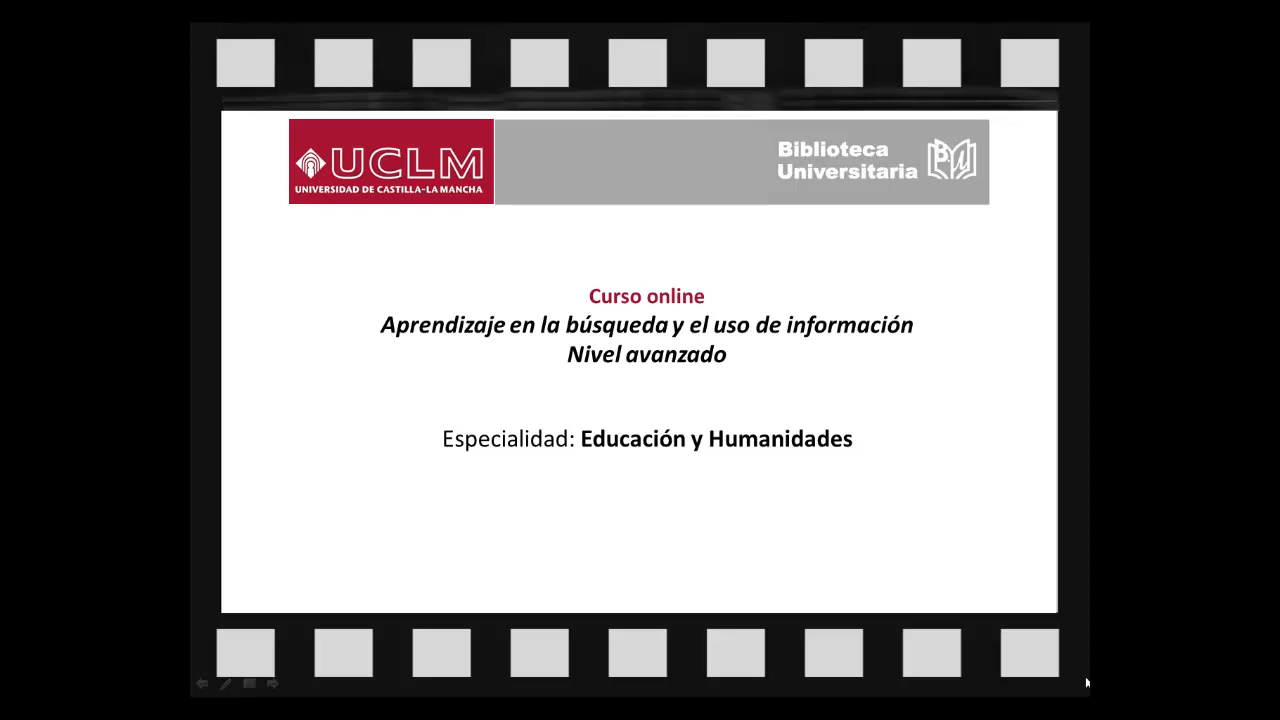 UCLM
UNIVERSIDAD DE CASTILLA-LA MANCHA
Biblioteca
Universitaria
Curso online
Aprendizaje en la búsqueda y el uso de información
Nivel avanzado
Especialidad: Educación y Humanidades